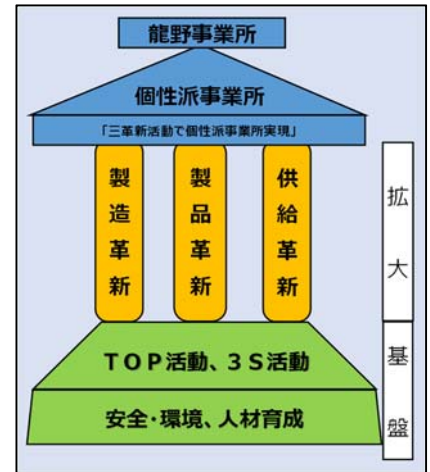 龍野事業所
個性派事業所
「三革新活動で個性派事業所実現」
製造革新
製品革新
供給革新
拡大
TOP活動、3S活動
安全・環境、人材育成
基盤